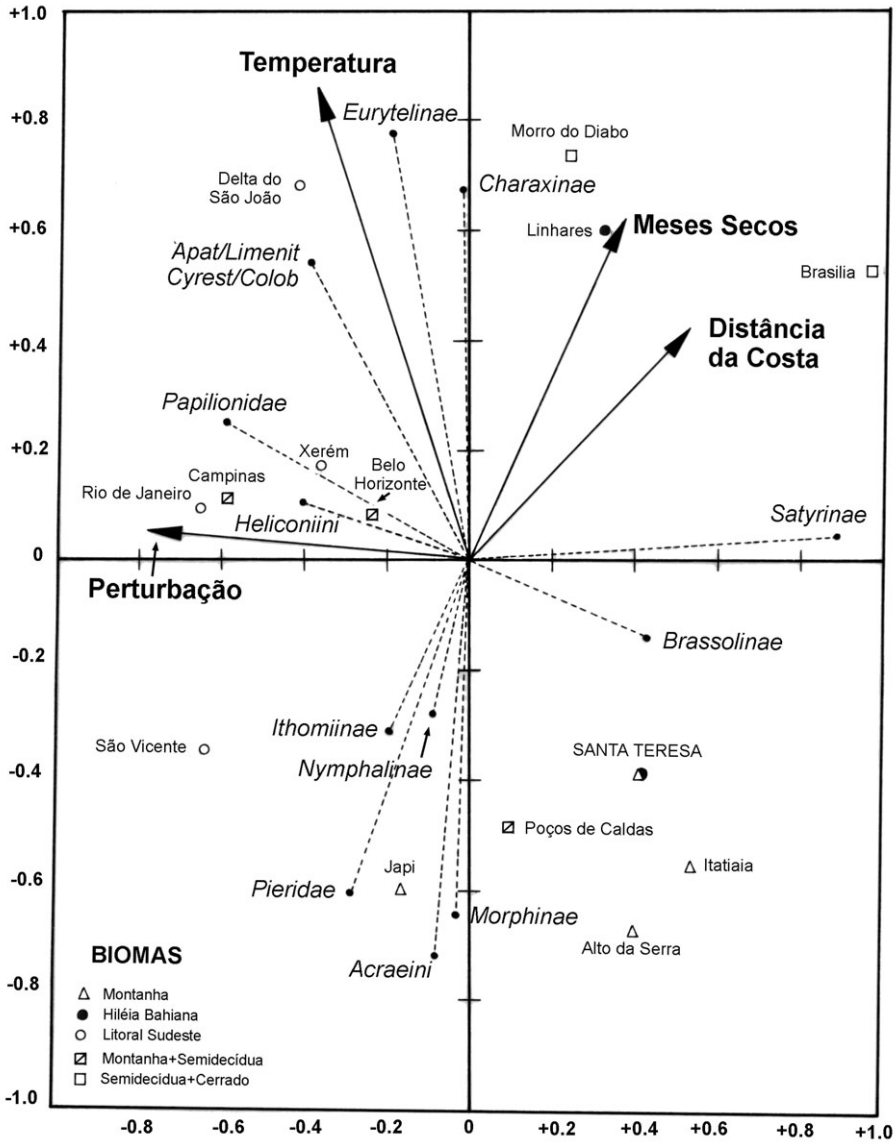 +1.0
Temperatura
Eurytelinae
+0.8
Morro do Diabo
Delta do
São João
Charaxinae
+0.6
Linhares
Meses Secos
Apat/Limenit
Cyrest/Colob
Brasilia
+0.4
Distância
da Costa
Papilionidae
+0.2
Xerém
Belo
Horizonte
Campinas
Rio de Janeiro
Heliconiini
Satyrinae
0
Perturbação
-0.2
Brassolinae
Ithomiinae
São Vicente
Nymphalinae
SANTA TERESA
-0.4
Poços de Caldas
Japi
Itatiaia
-0.6
Pieridae
Morphinae
Alto da Serra
Acraeini
-0.8
BIOMAS
Montanha
Hiléia Bahiana
Litoral Sudeste
Montanha+Semidecídua
Semidecídua+Cerrado
-1.0
-0.8
-0.6
-0.4
-0.2
0
+0.4
+0.6
+0.8
+1.0